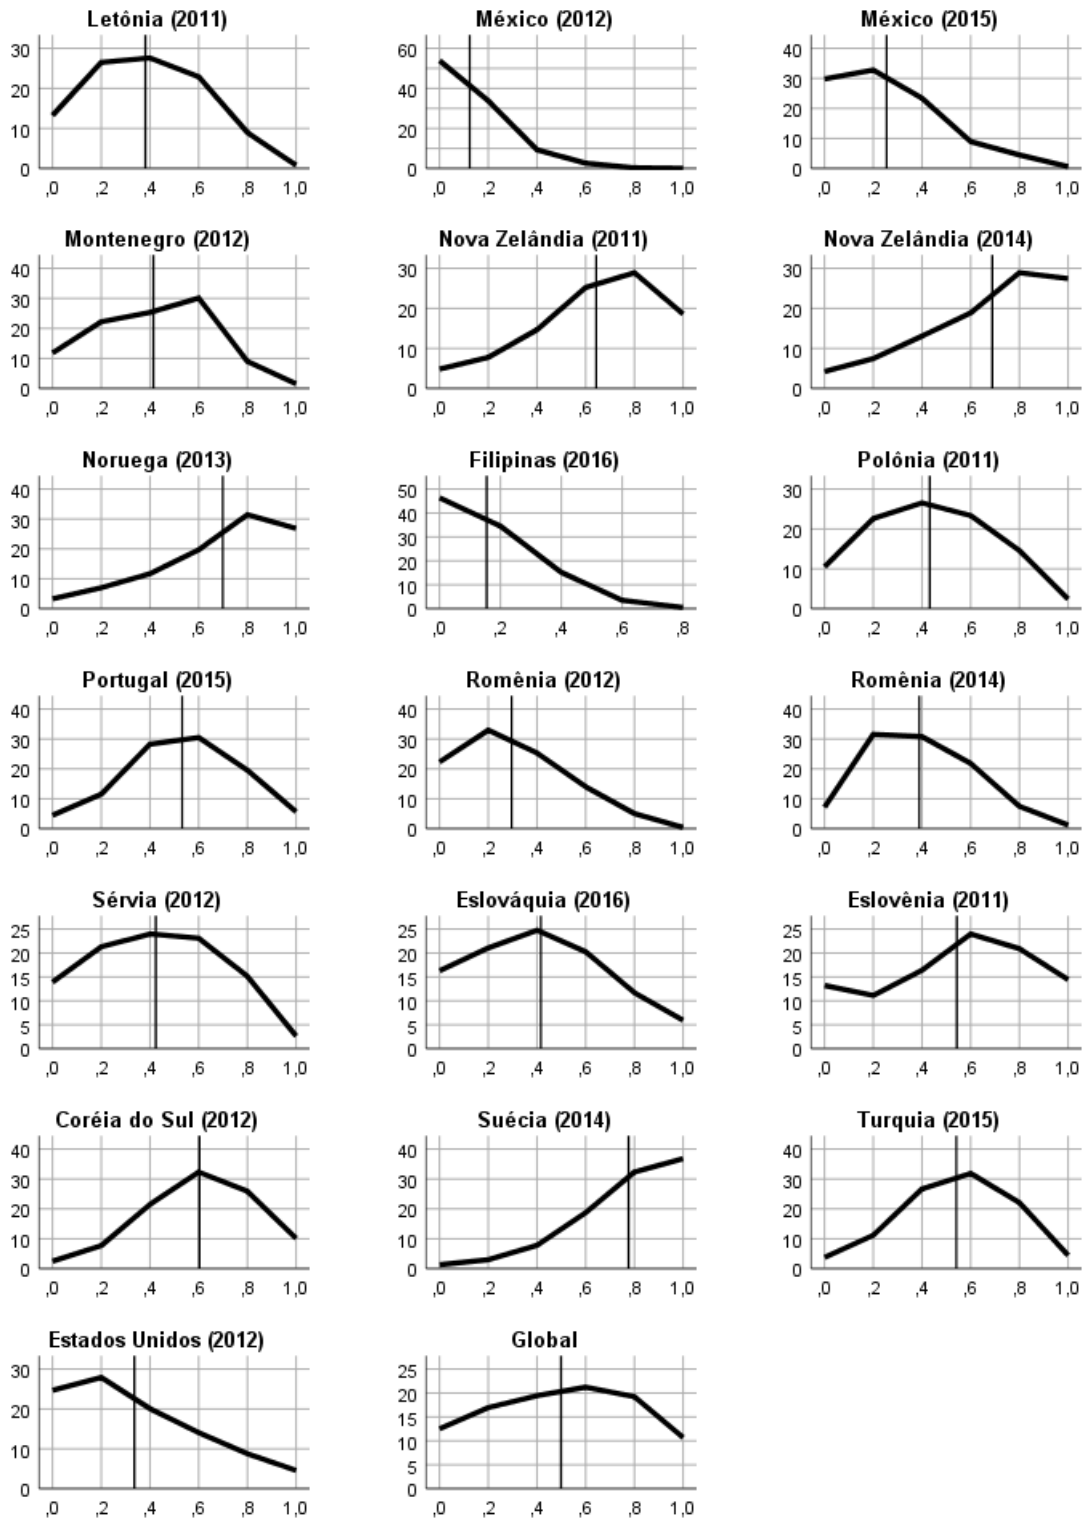 Letônia (2011) México (2012) México (2015)
30 60 40
20 40 30
10 20 20
0 0 10
0
,0 ,2 ,4 ,6 ,8 1,0 ,0 ,2 ,4 ,6 ,8 1,0 ,0 ,2 ,4 ,6 ,8 1,0
Montenegro (2012) Nova Zelândia (2011) Nova Zelândia (2014)
40 30 30
30 20 20
20 10 10
10 0 0
0
,0 ,2 ,4 ,6 ,8 1,0 ,0 ,2 ,4 ,6 ,8 1,0 ,0 ,2 ,4 ,6 ,8 1,0
Noruega (2013) Filipinas (2016) Polônia (2011)
40 50 30
30 40 20
20 30 10
10 20 0
0 10
0
,0 ,2 ,4 ,6 ,8 1,0 ,0 ,2 ,4 ,6 ,8 ,0 ,2 ,4 ,6 ,8 1,0
Portugal (2015) Romênia (2012) Romênia (2014)
40 40 40
30 30 30
20 20 20
10 10 10
0 0 0
,0 ,2 ,4 ,6 ,8 1,0 ,0 ,2 ,4 ,6 ,8 1,0 ,0 ,2 ,4 ,6 ,8 1,0
Sérvia (2012) Eslováquia (2016) Eslovênia (2011)
25 25 25
20 20 20
15 15 15
10 10 10
5 5 5
0 0 0
,0 ,2 ,4 ,6 ,8 1,0 ,0 ,2 ,4 ,6 ,8 1,0 ,0 ,2 ,4 ,6 ,8 1,0
Coréia do Sul (2012) Suécia (2014) Turquia (2015)
40 40 40
30 30 30
20 20 20
10 10 10
0 0 0
,0 ,2 ,4 ,6 ,8 1,0 ,0 ,2 ,4 ,6 ,8 1,0 ,0 ,2 ,4 ,6 ,8 1,0
Estados Unidos (2012) Global
30 25
20 20
10 15
0 10
5
0
,0 ,2 ,4 ,6 ,8 1,0 ,0 ,2 ,4 ,6 ,8 1,0